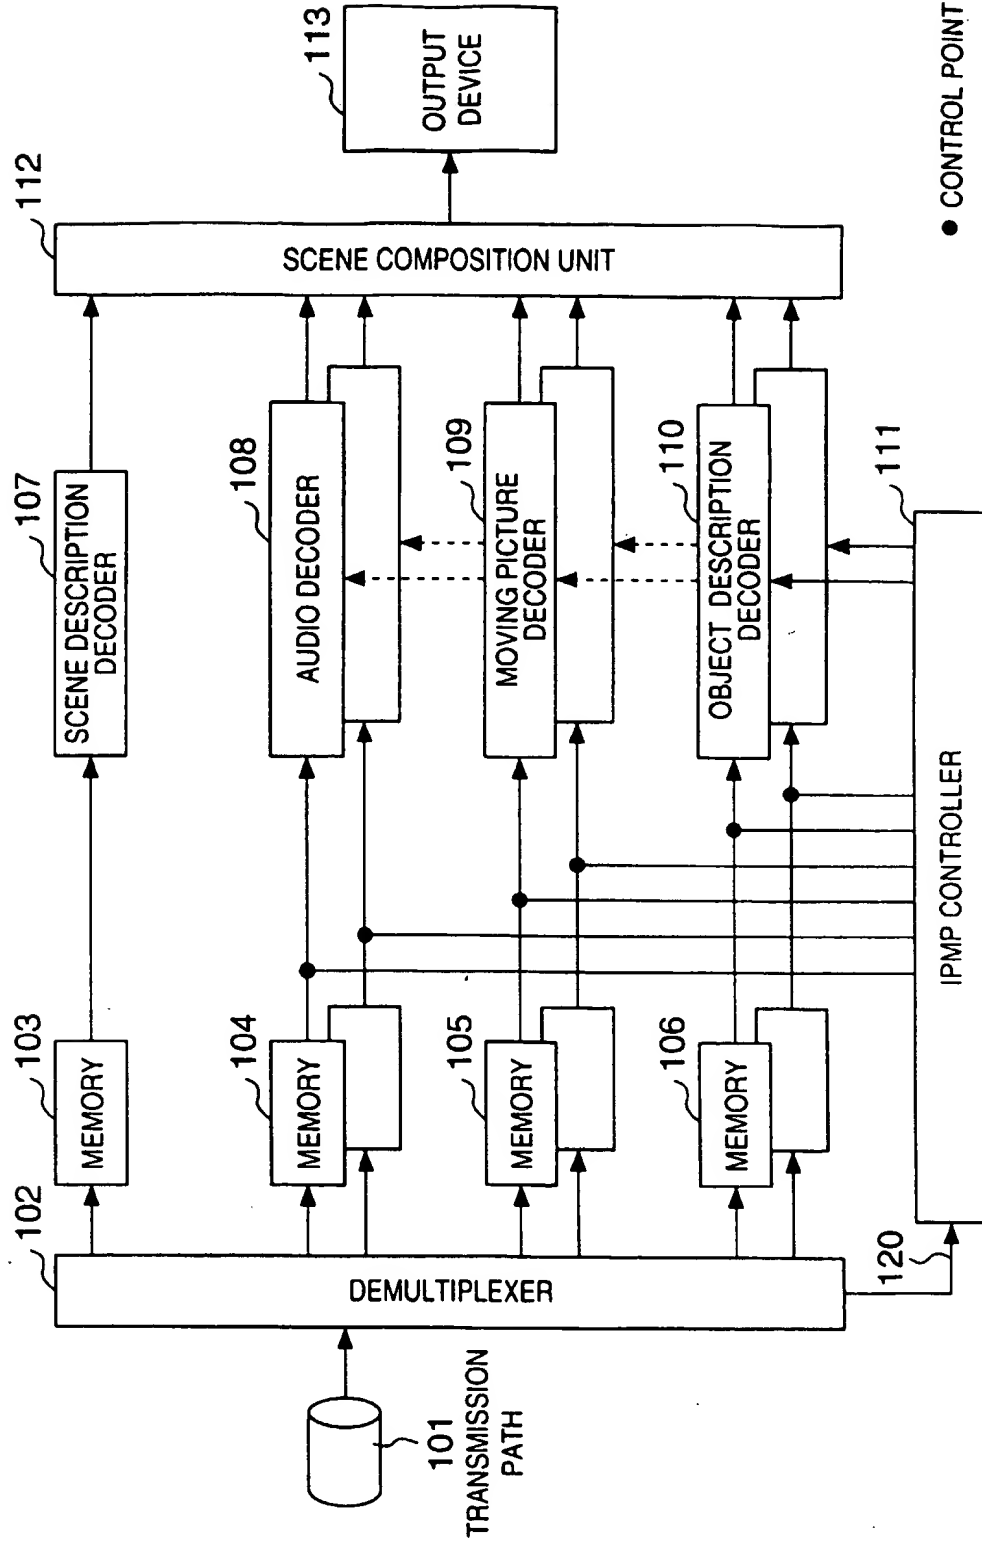 101
TRANSMISSION
PATH
102
DEMULTIPLEXER
120
103
MEMORY
104
MEMORY
105
MEMORY
106
MEMORY
107
SCENE DESCRIPTION
DECODER
108
AUDIO DECODER
109
MOVING PICTURE
DECODER
110
OBJECT DESCRIPTION
DECODER
111
IPMP CONTROLLER
112
SCENE COMPOSITION UNIT
113
OUTPUT
DEVICE
● CONTROL POINT